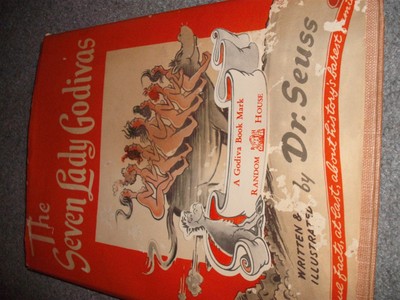 The
Seven Lady Godivas
A Godiva Book Mark
RANDOM HOUSE
WRITTEN &
ILLUSTRATED
by Dr. Seuss
facts, at last, about history's barest